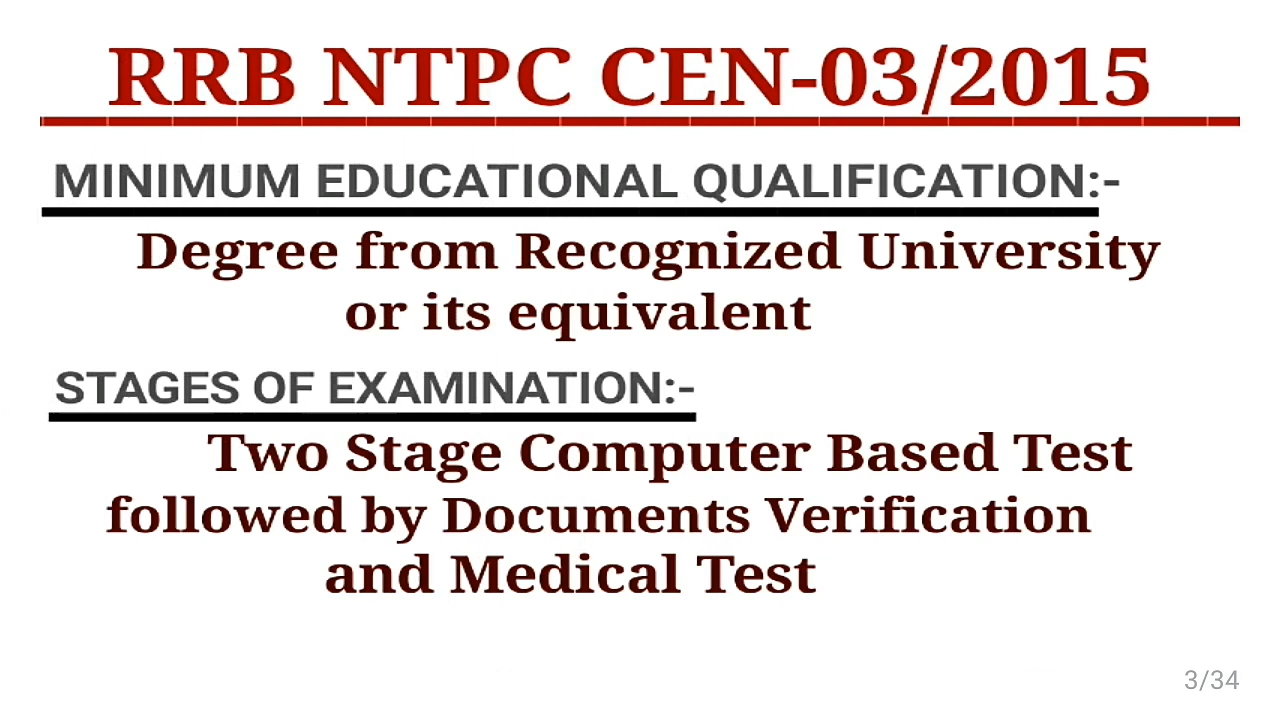 RRB NTPC CEN-03/2015
MINIMUM EDUCATIONAL QUALIFICATION:-
Degree from Recognized University
or its equivalent
STAGES OF EXAMINATION:-
Two Stage Computer Based Test
followed by Documents Verification
and Medical Test
3/34